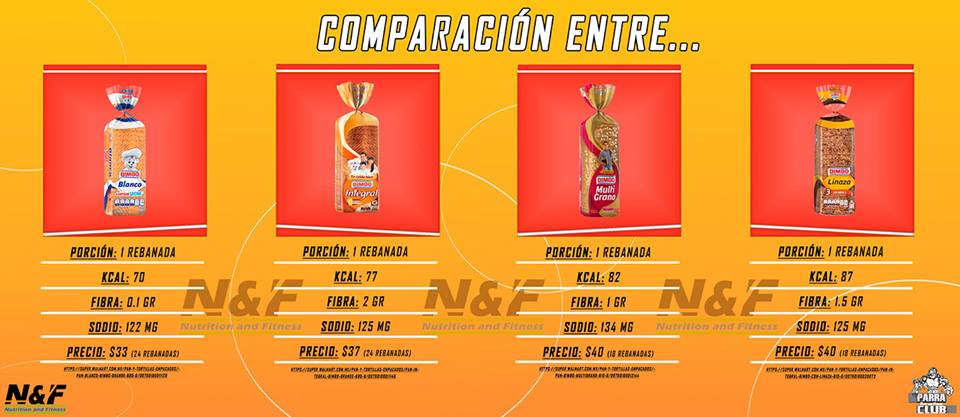 COMPARACIÓN ENTRE...
BIMBO
Blanco
BIMBO
Integral
BIMBO
Multi
Grano
BIMBO
Linaza
PORCIÓN: 1 REBANADA
KCAL: 70
FIBRA: 0.1 GR
SODIO: 122 MG
PRECIO: $33 (24 REBANADAS)
PORCIÓN: 1 REBANADA
KCAL: 77
FIBRA: 2 GR
SODIO: 125 MG
PRECIO: $37 (24 REBANADAS)
PORCIÓN: 1 REBANADA
KCAL: 82
FIBRA: 1 GR
SODIO: 134 MG
PRECIO: $40 (18 REBANADAS)
PORCIÓN: 1 REBANADA
KCAL: 87
FIBRA: 1.5 GR
SODIO: 125 MG
PRECIO: $40 (18 REBANADAS)
N&F
Nutrition and Fitness
N&F
Nutrition and Fitness
N&F
Nutrition and Fitness
N&F
Nutrition and Fitness
PARRA
CLUB